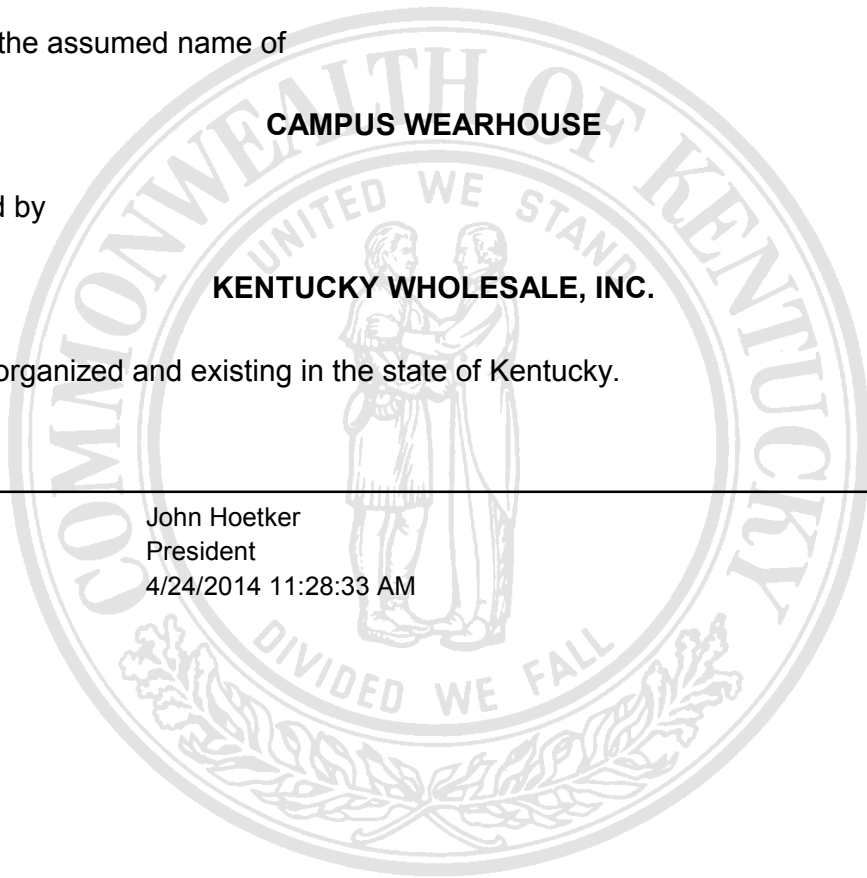 the assumed name of
CAMPUS WEARHOUSE
d by
KENTUCKY WHOLESALE, INC.
organized and existing in the state of Kentucky.
John Hoetker
President
4/24/2014 11:28:33 AM
COMMONWEALTH OF KENTUCKY
UNITED WE STAND
DIVIDED WE FALL